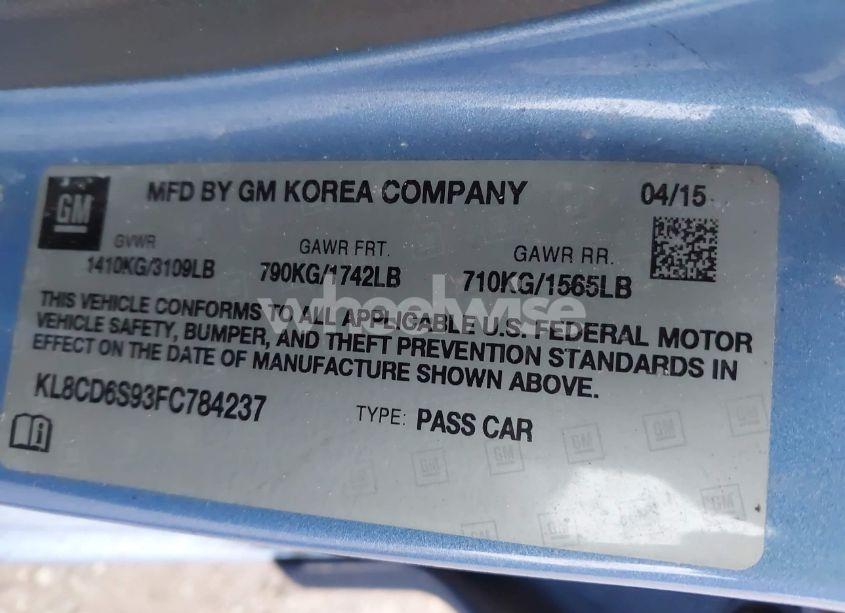 GM
MFD BY GM KOREA COMPANY 04/15
GVWR GAWR FRT. GAWR RR.
1410KG/3109LB 790KG/1742LB 710KG/1565LB
wheelwise
THIS VEHICLE CONFORMS TO ALL APPLICABLE U.S. FEDERAL MOTOR
VEHICLE SAFETY, BUMPER, AND THEFT PREVENTION STANDARDS IN
EFFECT ON THE DATE OF MANUFACTURE SHOWN ABOVE.
KL8CD6S93FC784237 TYPE: PASS CAR